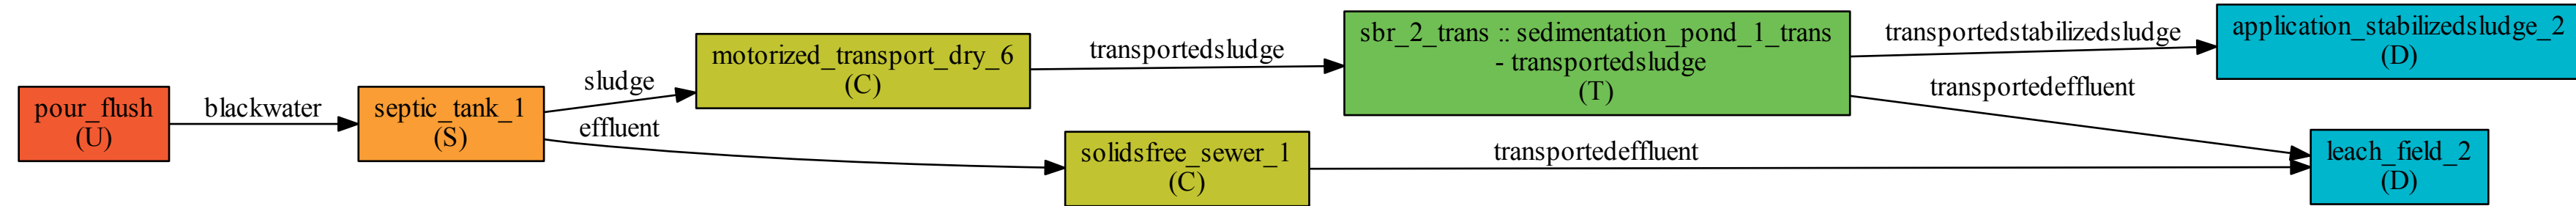 pour_flush
(U)
blackwater
septic_tank_1
(S)
sludge
effluent
motorized_transport_dry_6
(C)
transportedsludge
solidsfree_sewer_1
(C)
transportedeffluent
sbr_2_trans :: sedimentation_pond_1_trans
- transportedsludge
(T)
transportedstabilizedsludge
transportedeffluent
application_stabilizedsludge_2
(D)
leach_field_2
(D)